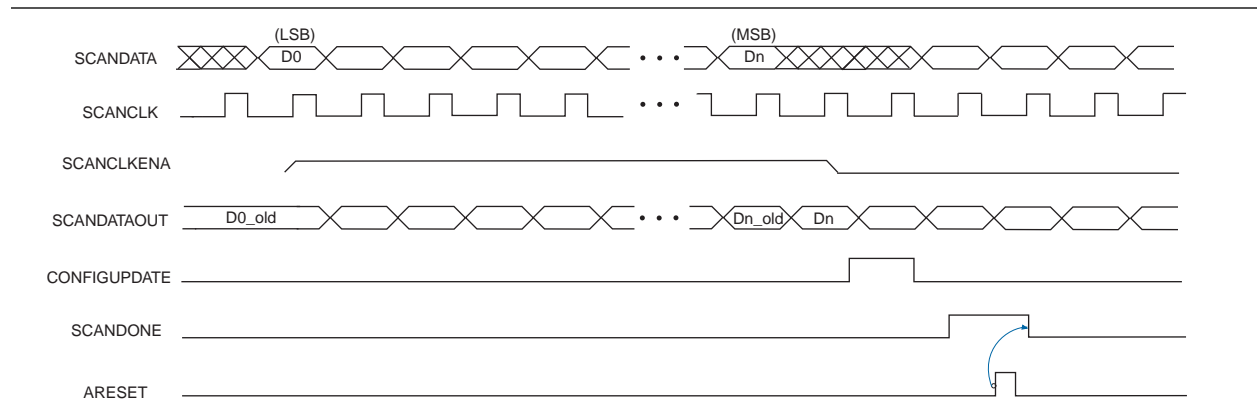 (LSB) (MSB)
SCANDATA D0 Dn
SCANCLK
SCANCLKENA
SCANDATAOUT D0_old Dn_old Dn
CONFIGUPDATE
SCANDONE
ARESET